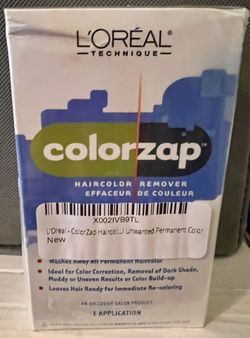 L'ORÉAL
TECHNIQUE
colorzap™
HAIRCOLOR REMOVER
EFFACEUR DE COULEUR
X002IVB9TL
L'Oreal - ColorZap Haircol...l Unwanted Permanent Color
New
• Washes Away All Permanent Haircolor
• Ideal for Color Correction, Removal of Dark Shade,
Muddy or Uneven Results or Color Build-up
• Leaves Hair Ready for Immediate Re-coloring
AN EXCLUSIVE SALON PRODUCT
1 APPLICATION